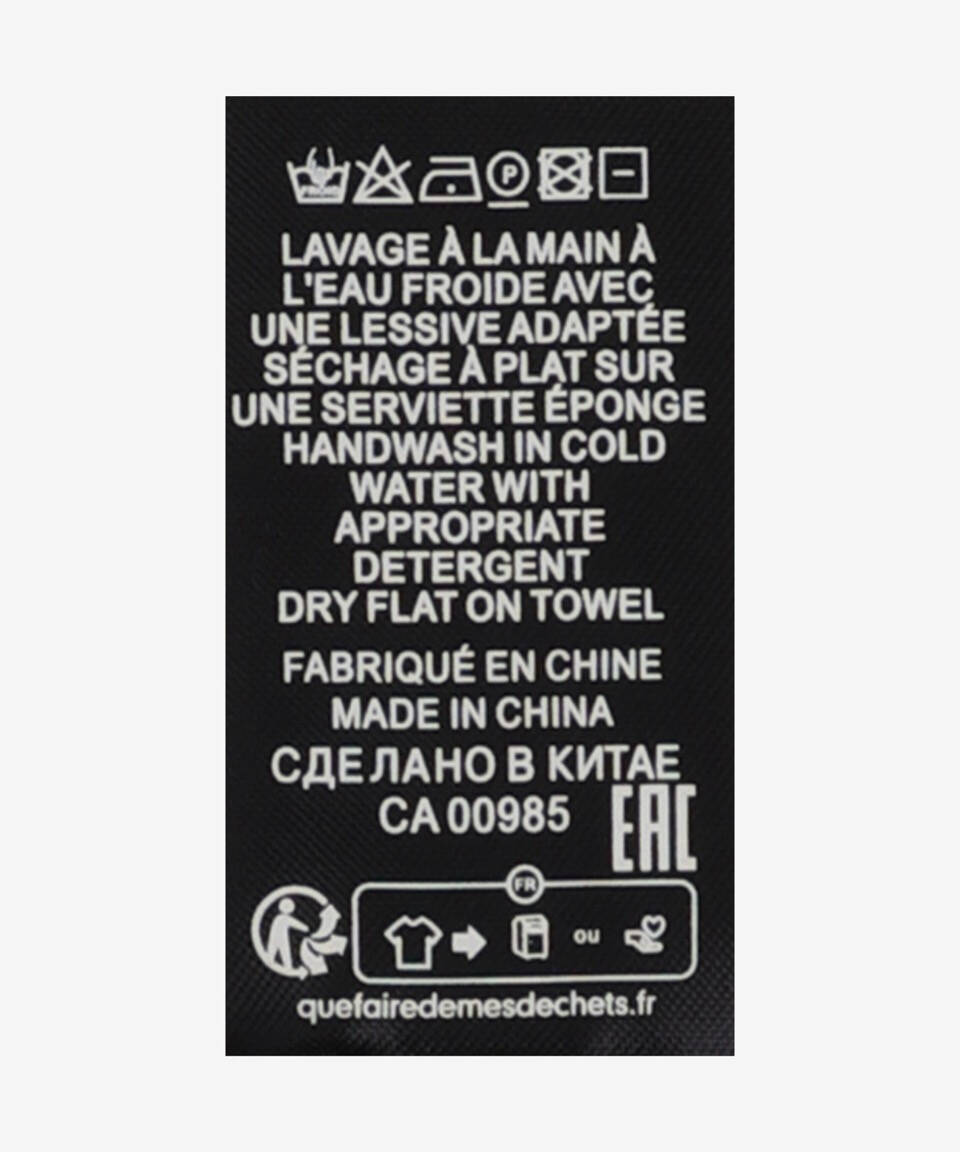 FROID
P
LAVAGE À LA MAIN À
L'EAU FROIDE AVEC
UNE LESSIVE ADAPTÉE
SÉCHAGE À PLAT SUR
UNE SERVIETTE ÉPONGE
HANDWASH IN COLD
WATER WITH
APPROPRIATE
DETERGENT
DRY FLAT ON TOWEL
FABRIQUÉ EN CHINE
MADE IN CHINA
СДЕЛАНО В КИТАЕ
CA 00985
EAC
FR
ou
quefairedemesdechets.fr